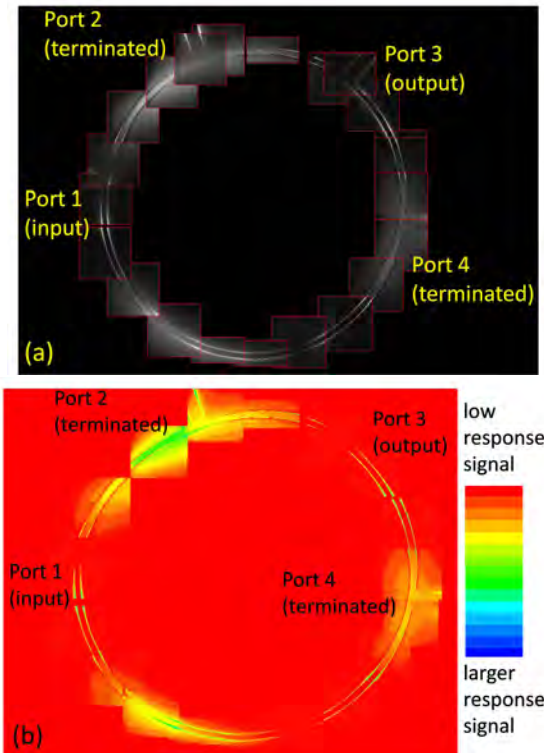 Port 2
(terminated)
Port 3
(output)
Port 1
(input)
Port 4
(terminated)
(a)
Port 2
(terminated)
Port 3
(output)
Port 1
(input)
Port 4
(terminated)
(b)
low
response
signal
larger
response
signal